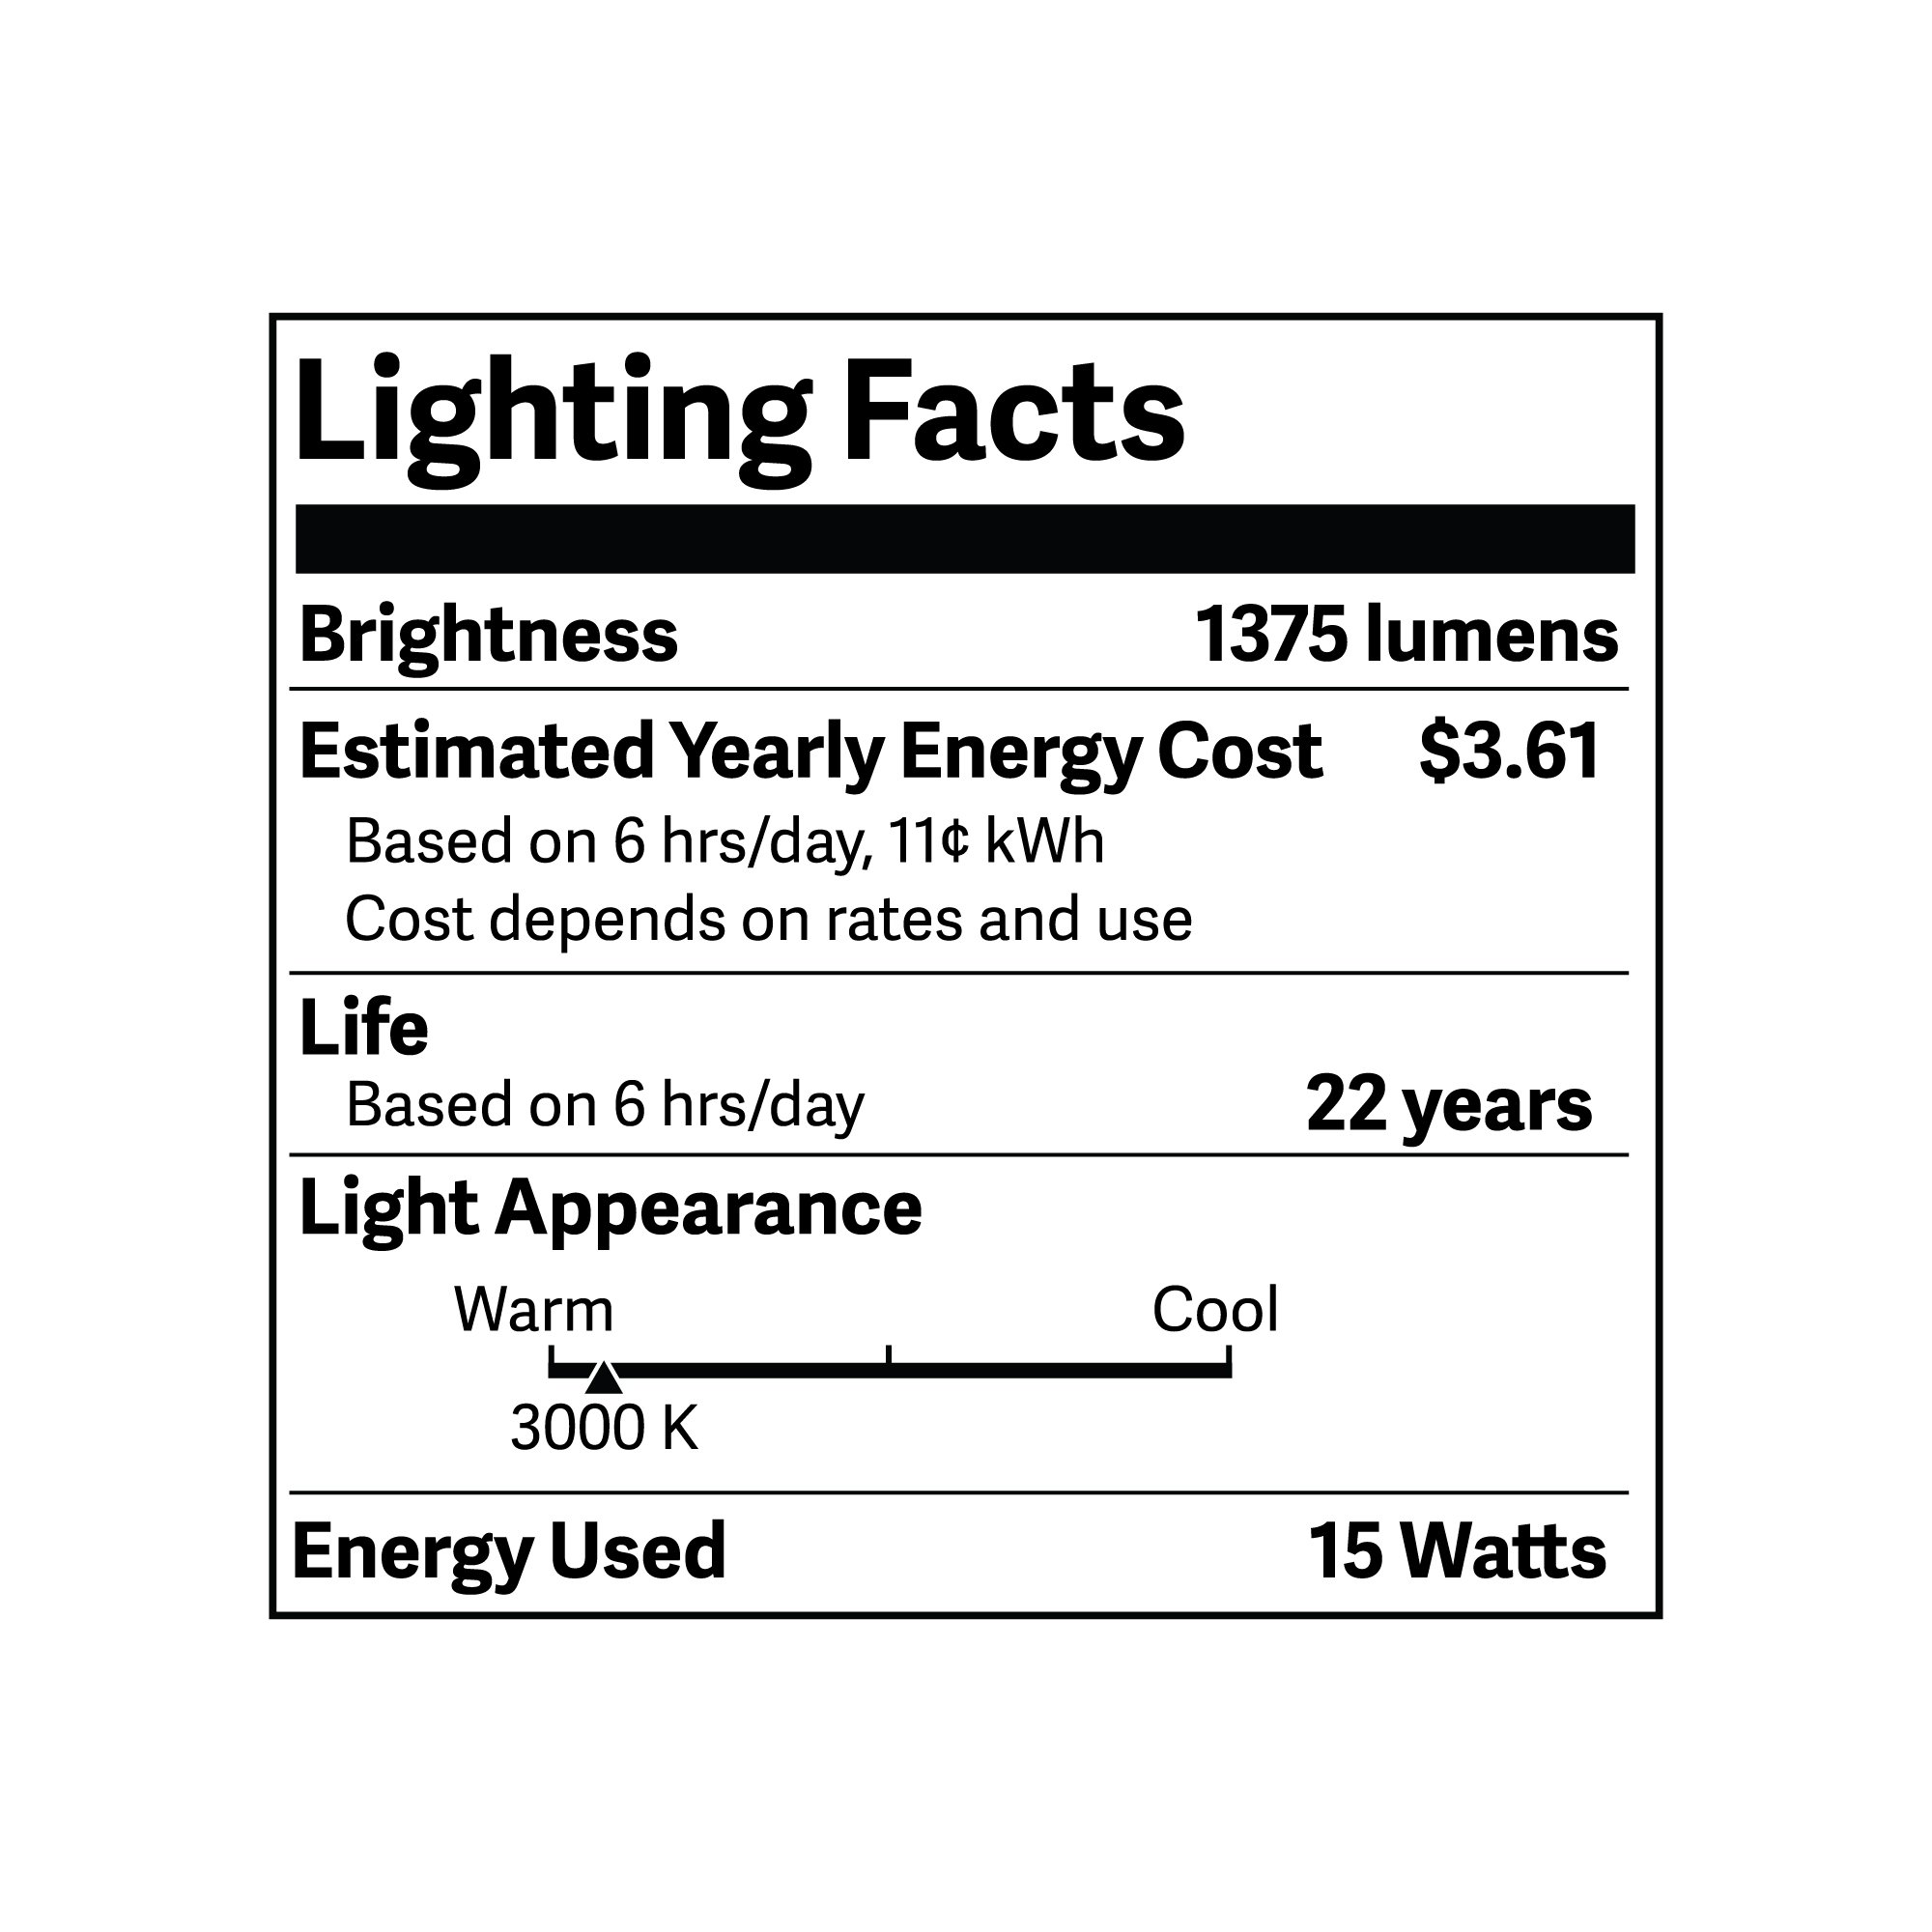 Lighting Facts
Brightness 1375 lumens
Estimated Yearly Energy Cost $3.61
Based on 6 hrs/day, 11¢ kWh
Cost depends on rates and use
Life
Based on 6 hrs/day 22 years
Light Appearance
Warm Cool
3000 K
Energy Used 15 Watts